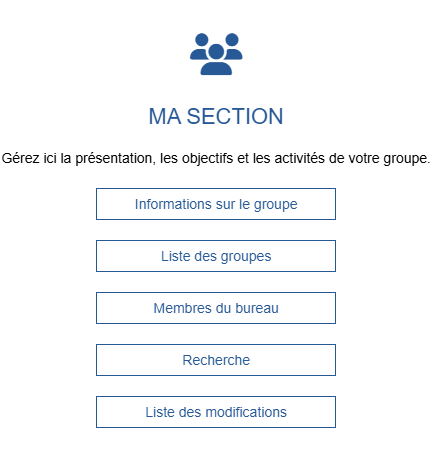 MA SECTION
Gérez ici la présentation, les objectifs et les activités de votre groupe.
Informations sur le groupe
Liste des groupes
Membres du bureau
Recherche
Liste des modifications